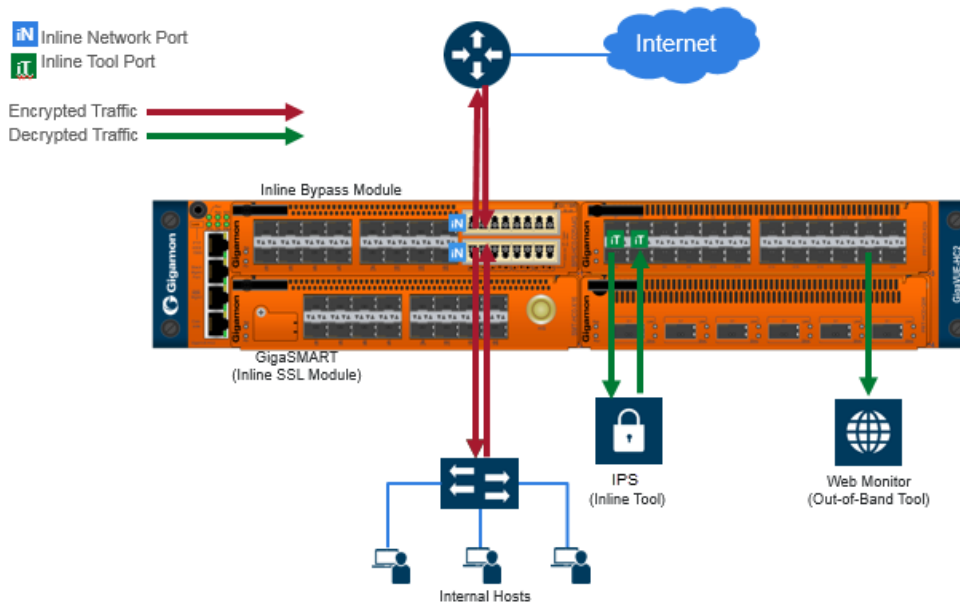 iN Inline Network Port
iT Inline Tool Port
Encrypted Traffic
Decrypted Traffic
Internet
Inline Bypass Module
iN
iN
iT iT
Gigamon
Gigamon
Gigamon
Gigamon
Gigamon
GigaVUE-HC2
GigaSMART
(Inline SSL Module)
IPS
(Inline Tool)
Web Monitor
(Out-of-Band Tool)
Internal Hosts